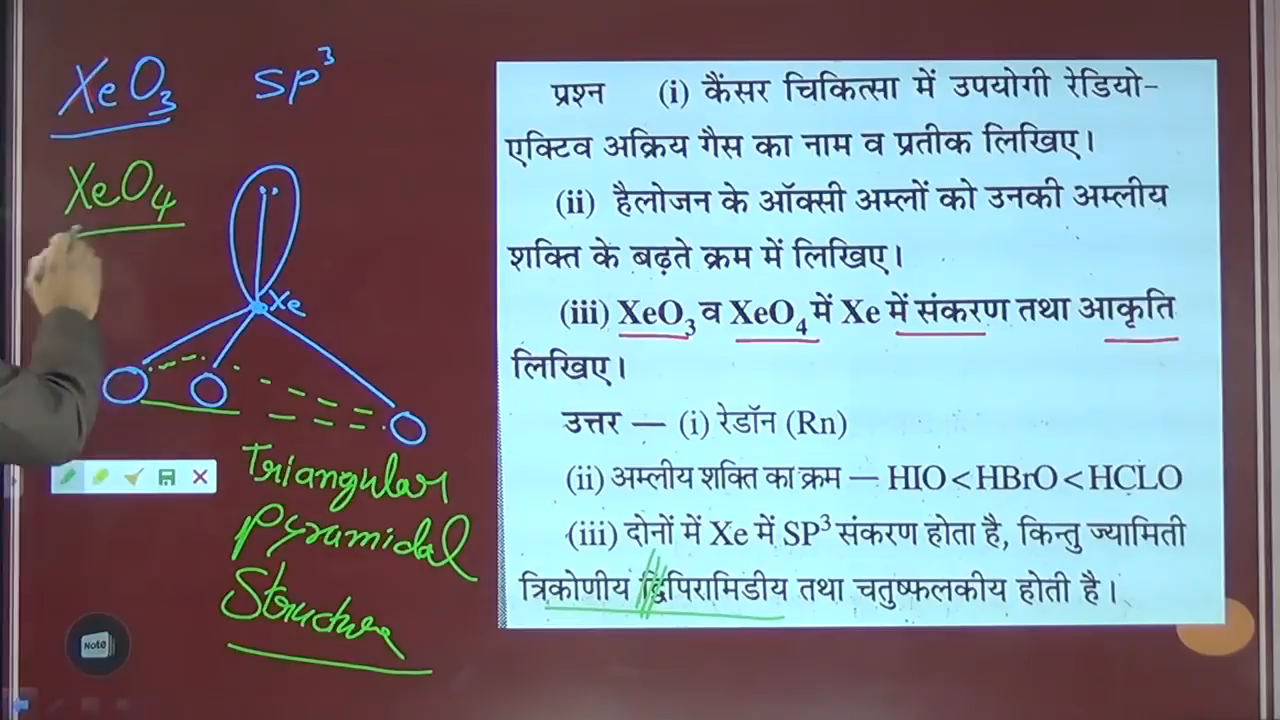 XeO₃ SP³
XeO₄
Xe
Triangular
Pyramidal
Structure
Note
प्रश्न (i) कैंसर चिकित्सा में उपयोगी रेडियो-
एक्टिव अक्रिय गैस का नाम व प्रतीक लिखिए।
(ii) हैलोजन के ऑक्सी अम्लों को उनकी अम्लीय
शक्ति के बढ़ते क्रम में लिखिए।
(iii) XeO₃ व XeO₄ में Xe में संकरण तथा आकृति
लिखिए।
उत्तर — (i) रेडॉन (Rn)
(ii) अम्लीय शक्ति का क्रम — HIO < HBrO < HCLO
(iii) दोनों में Xe में SP³ संकरण होता है, किन्तु ज्यामिती
त्रिकोणीय द्विपिरामिडीय तथा चतुष्फलकीय होती है।